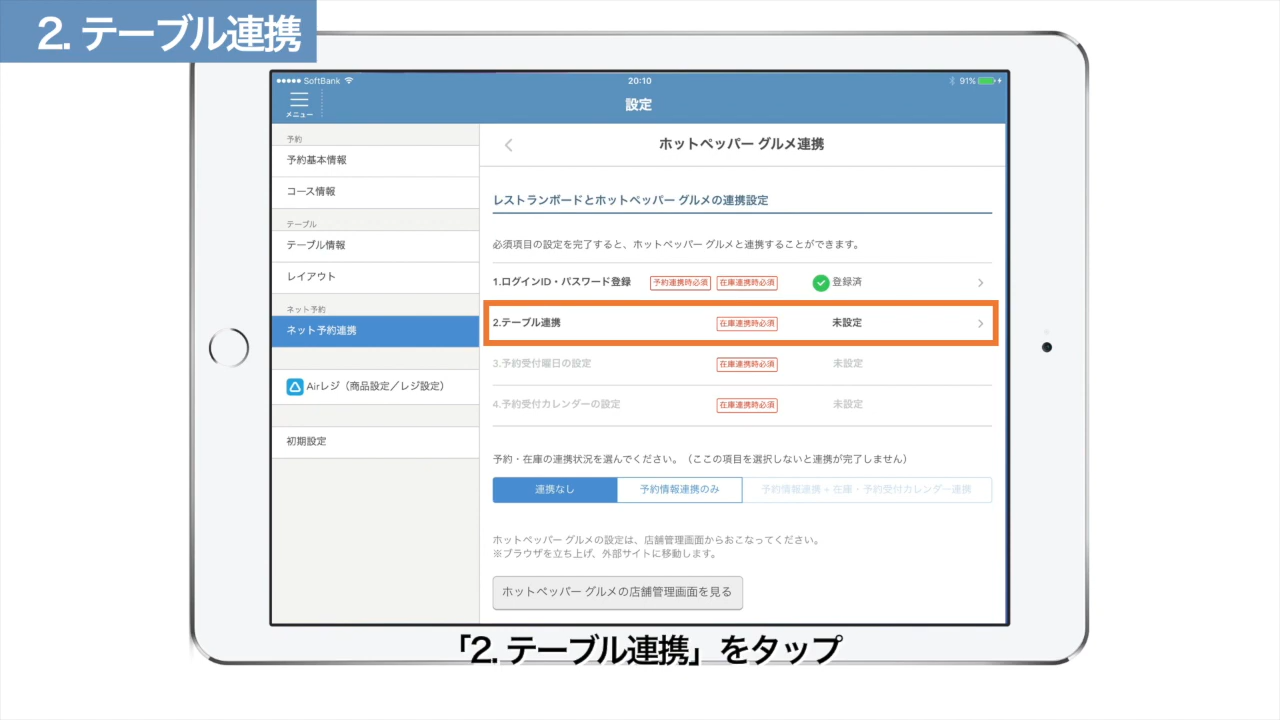 2. テーブル連携
SoftBank
20:10
91%
メニュー
設定
予約
予約基本情報
コース情報
テーブル
テーブル情報
レイアウト
ネット予約
ネット予約連携
Airレジ（商品設定／レジ設定）
初期設定
ホットペッパー グルメ連携
レストランボードとホットペッパー グルメの連携設定
必須項目の設定を完了すると、ホットペッパー グルメと連携することができます。
1.ログインID・パスワード登録 予約連携時必須 在庫連携時必須 登録済
2.テーブル連携 在庫連携時必須 未設定
3.予約受付曜日の設定 在庫連携時必須 未設定
4.予約受付カレンダーの設定 在庫連携時必須 未設定
予約・在庫の連携状況を選んでください。（ここの項目を選択しないと連携が完了しません）
連携なし 予約情報連携のみ 予約情報連携 + 在庫・予約受付カレンダー連携
ホットペッパー グルメの設定は、店舗管理画面からおこなってください。
※ブラウザを立ち上げ、外部サイトに移動します。
ホットペッパー グルメの店舗管理画面を見る
「2. テーブル連携」をタップ